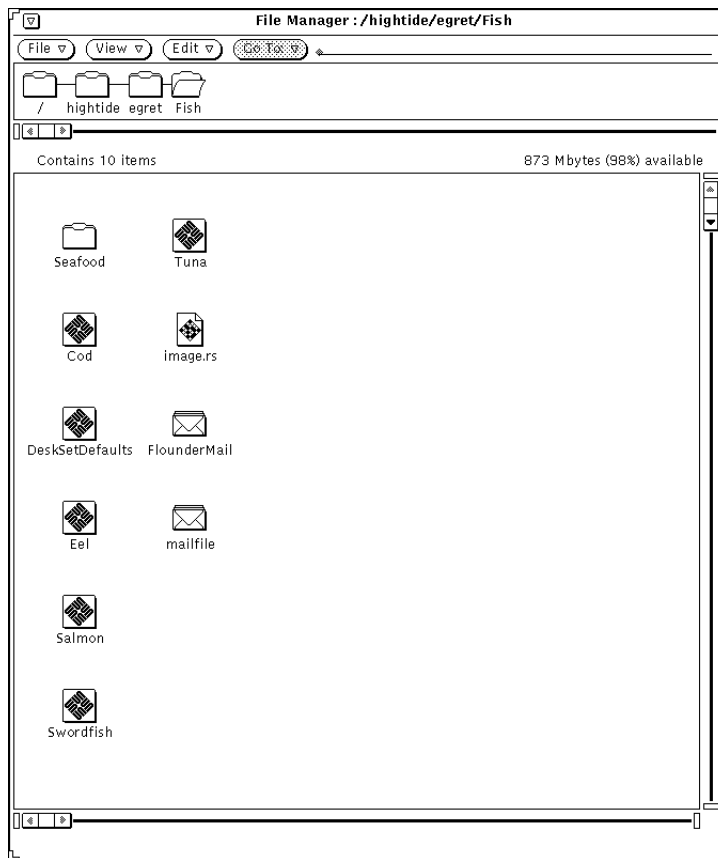 File Manager : /hightide/egret/Fish
File View Edit Go To:
/ hightide egret Fish
Contains 10 items 873 Mbytes (98%) available
Seafood Tuna
Cod image.rs
DeskSetDefaults FlounderMail
Eel mailfile
Salmon
Swordfish